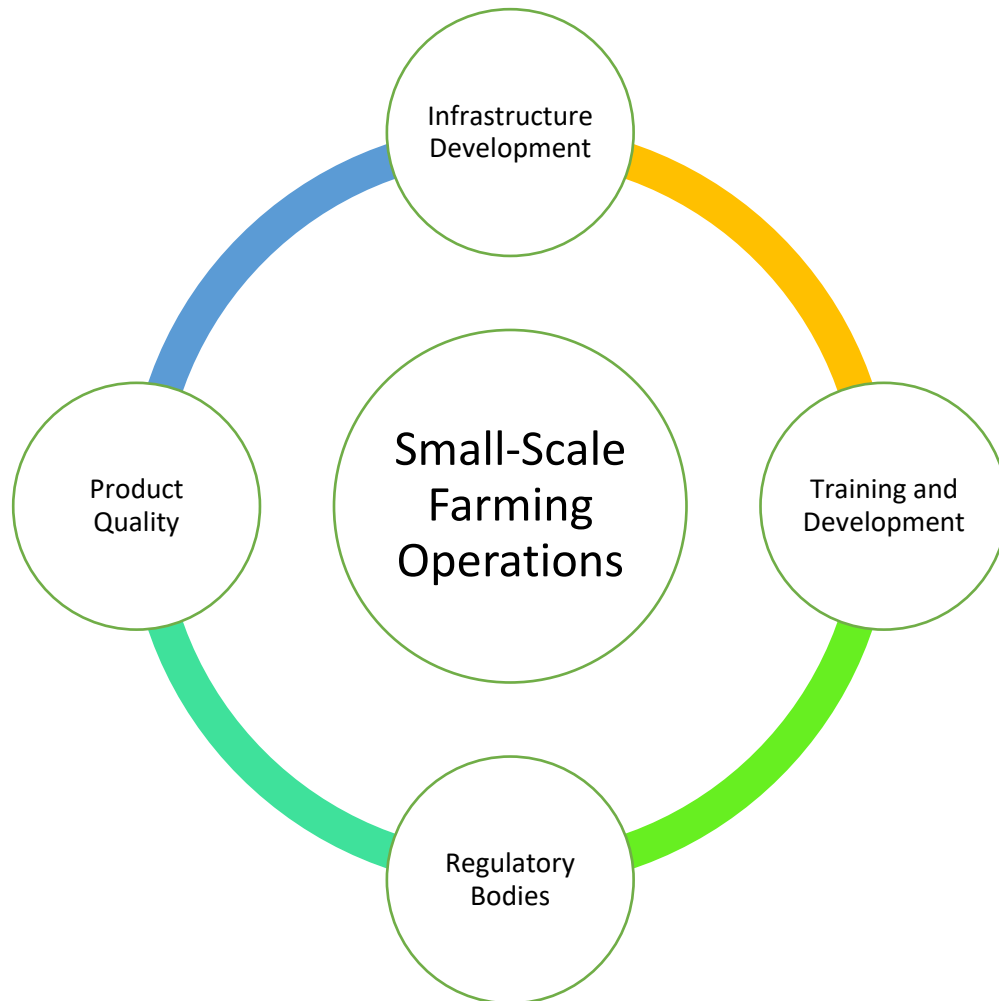 Infrastructure
Development
Product
Quality
Small-Scale
Farming
Operations
Training and
Development
Regulatory
Bodies